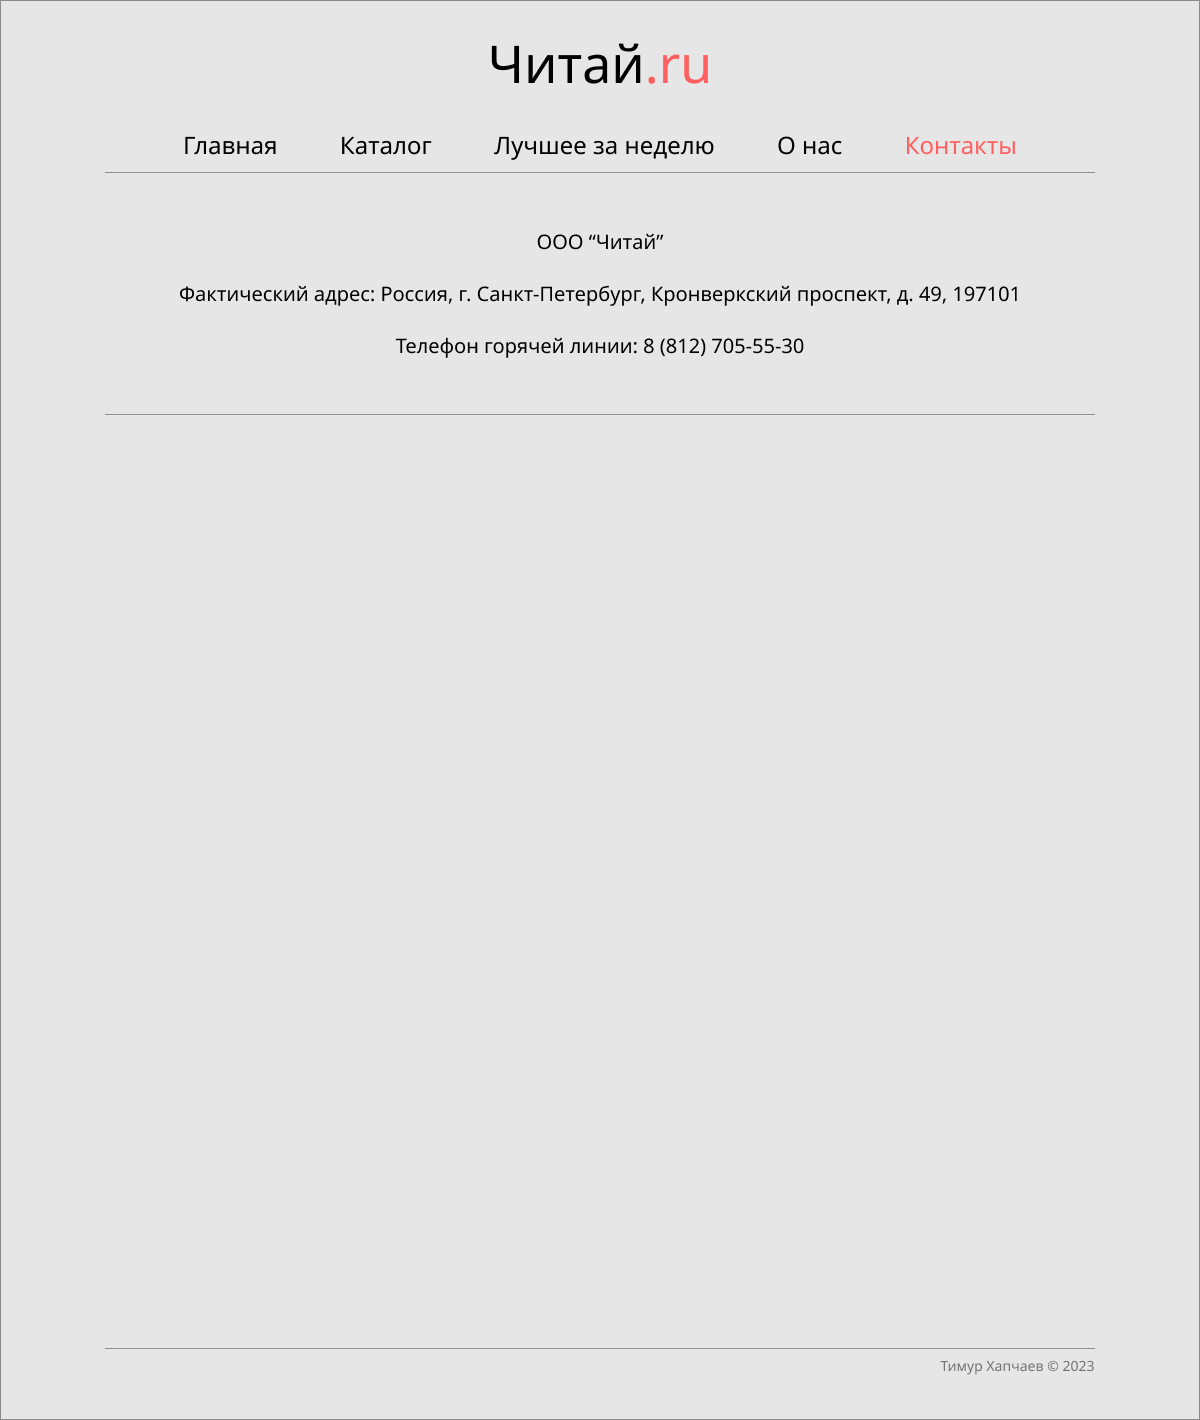 Читай.ru
Главная Каталог Лучшее за неделю О нас Контакты
ООО “Читай”
Фактический адрес: Россия, г. Санкт-Петербург, Кронверкский проспект, д. 49, 197101
Телефон горячей линии: 8 (812) 705-55-30
Тимур Хапчаев © 2023